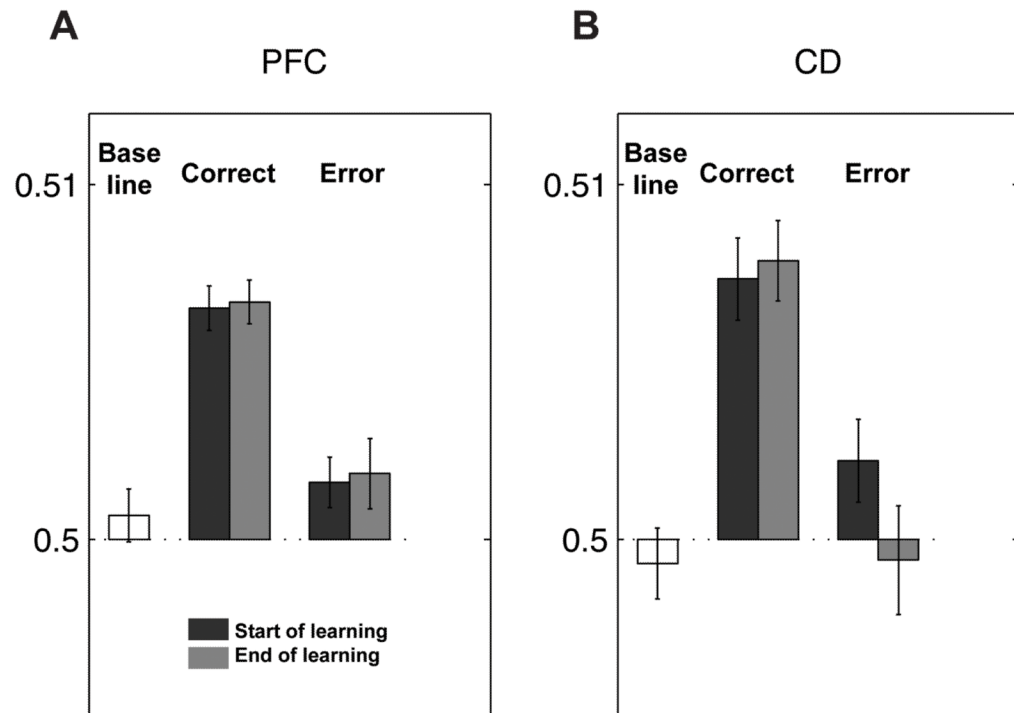 A
PFC
0.51
Base
line
Correct
Error
0.5
Start of learning
End of learning
B
CD
0.51
Base
line
Correct
Error
0.5